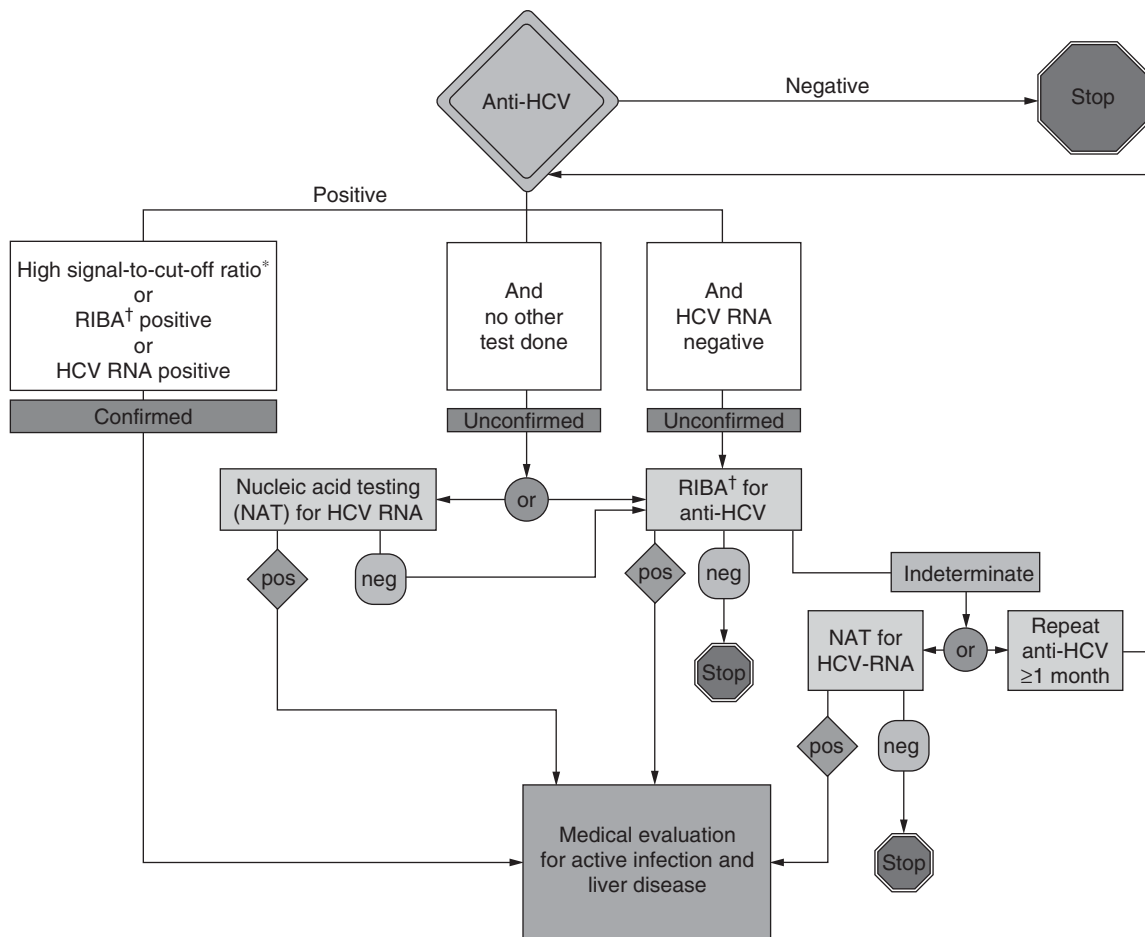 Anti-HCV
Negative
Stop
Positive
High signal-to-cut-off ratio*
or
RIBA† positive
or
HCV RNA positive
And
no other
test done
And
HCV RNA
negative
Confirmed
Unconfirmed
Unconfirmed
Nucleic acid testing
(NAT) for HCV RNA
or
RIBA† for
anti-HCV
pos
neg
pos
neg
Indeterminate
Stop
NAT for
HCV-RNA
or
Repeat
anti-HCV
≥1 month
pos
neg
Medical evaluation
for active infection and
liver disease
Stop